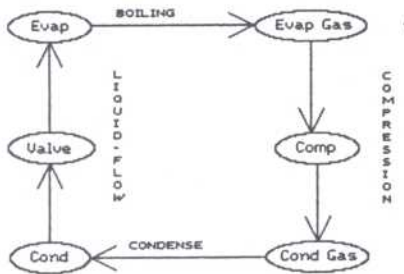 BOILING
Evap
Evap Gas
LIQUID-FLOW
COMPRESSION
Valve
Comp
CONDENSE
Cond
Cond Gas